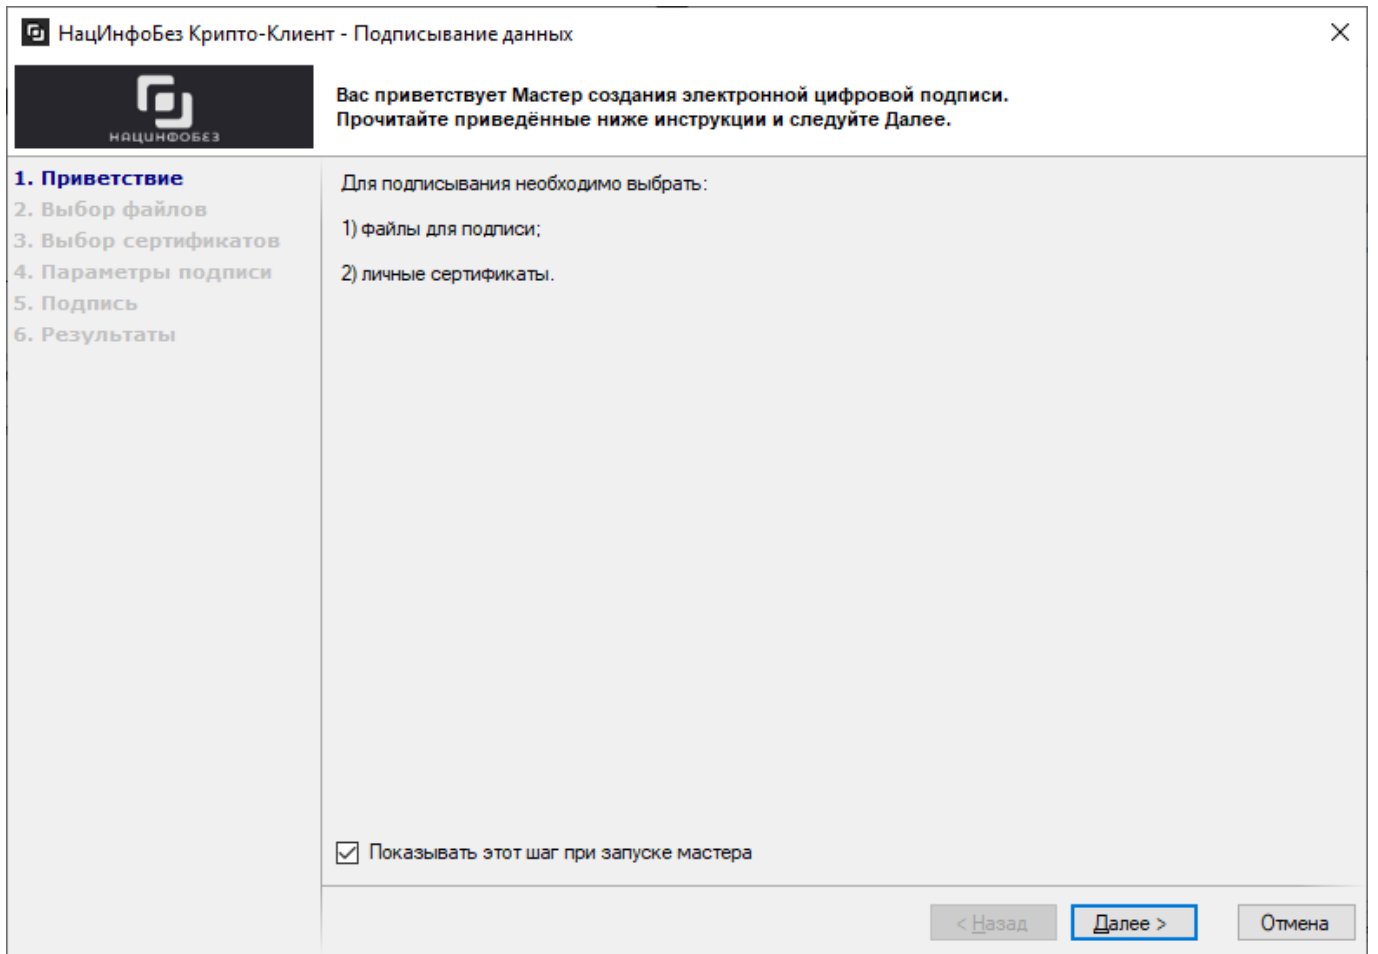 НацИнфоБез Крипто-Клиент - Подписывание данных
НАЦИНФОБЕЗ
Вас приветствует Мастер создания электронной цифровой подписи.
Прочитайте приведённые ниже инструкции и следуйте Далее.
1. Приветствие
2. Выбор файлов
3. Выбор сертификатов
4. Параметры подписи
5. Подпись
6. Результаты
Для подписывания необходимо выбрать:
1) файлы для подписи;
2) личные сертификаты.
Показывать этот шаг при запуске мастера
< Назад
Далее >
Отмена